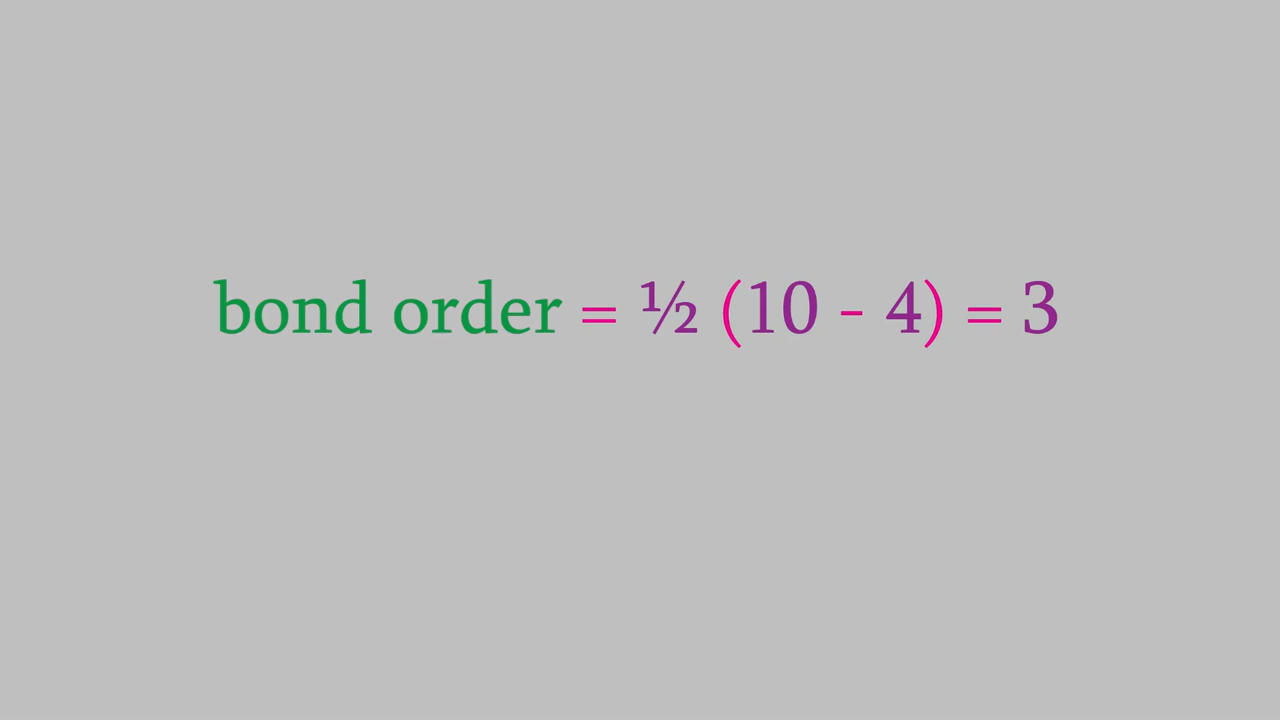 bond order = ½ (10 - 4) = 3